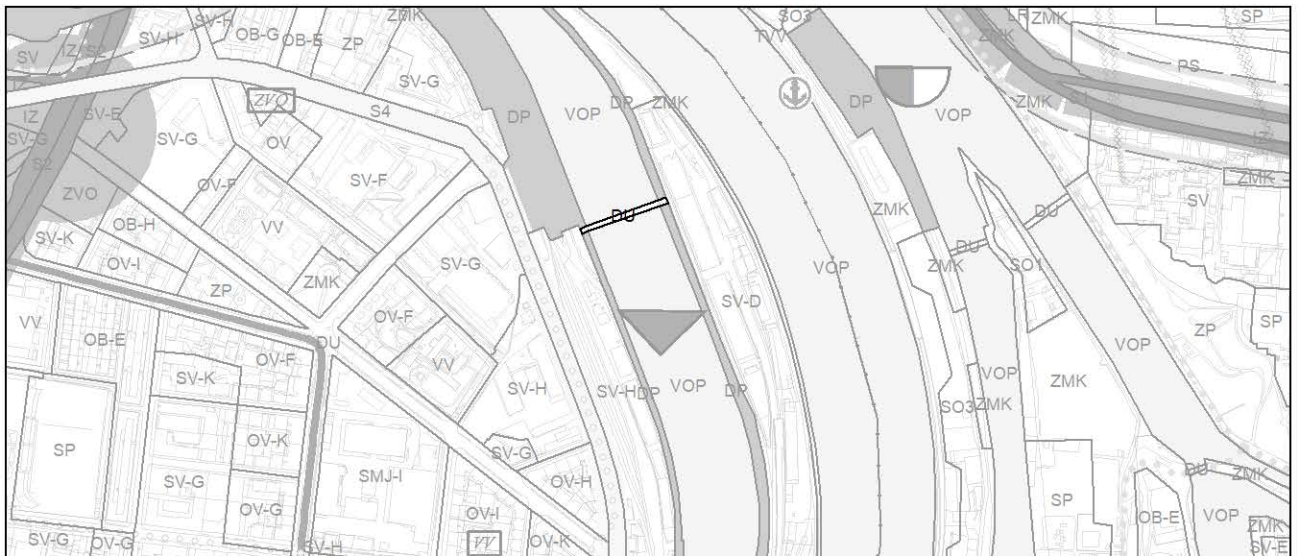 SV-H
OB-G
ZMK
SO3
LR
ZMK
SP
SV
IZ
S2
SV-H
OB-E
ZP
TVV
ZMK
SV-G
PS
ZVO
DP
VOP
DP
ZMK
DP
VOP
ZMK
S1
IZ
SV-E
S4
SV-G
SV-G
OV
IZ
S2
SV-F
ZMK
ZVO
OV-F
ZMK
SV
OB-H
VV
DU
DU
SV-K
OV-I
SV-G
ZMK
DU
SO1
VOP
ZP
ZMK
SV-D
OV-F
ZP
SP
VV
OB-E
DU
VOP
OV-F
VV
SV-K
SV-H
SV-H
DP
VOP
DP
VOP
ZMK
SO3
ZMK
OV-K
SP
SV-G
SMJ-I
SV-G
OV-H
SP
DU
ZMK
OV-G
OV-I
OB-E
VOP
ZMK
SV-G
OV-G
SV-H
VV
OV-K
SV-E